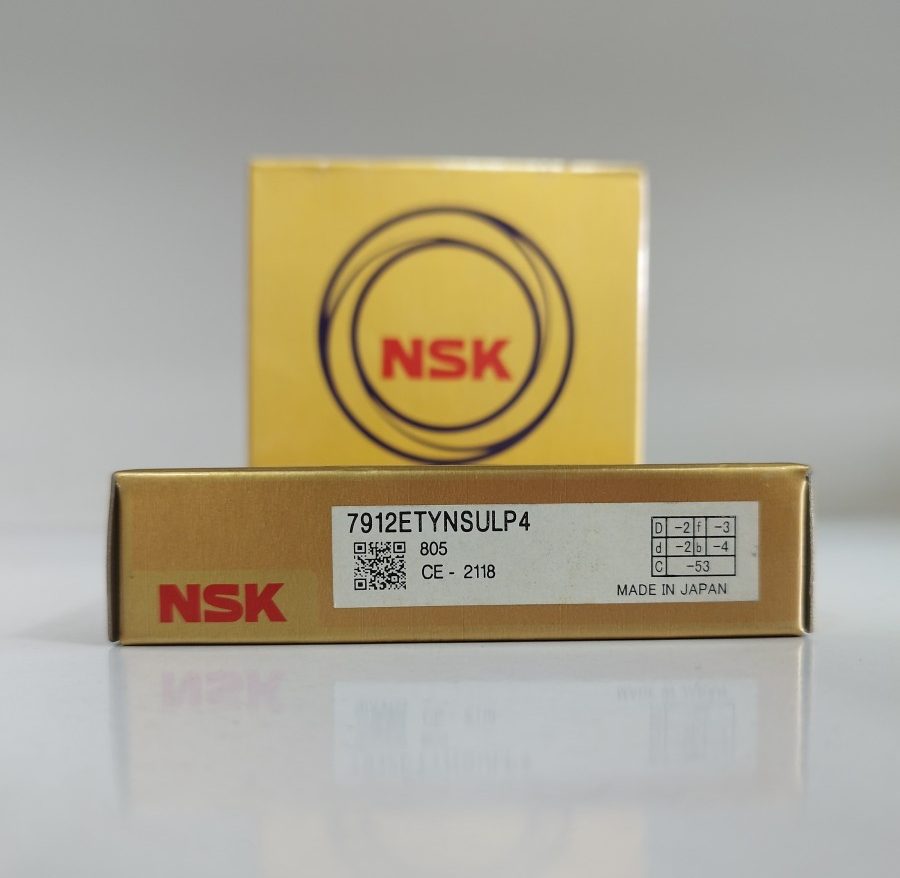 NSK
7912ETYNSULP4
805
CE - 2118
D -2 f -3
d -2 b -4
C -53
MADE IN JAPAN
NSK